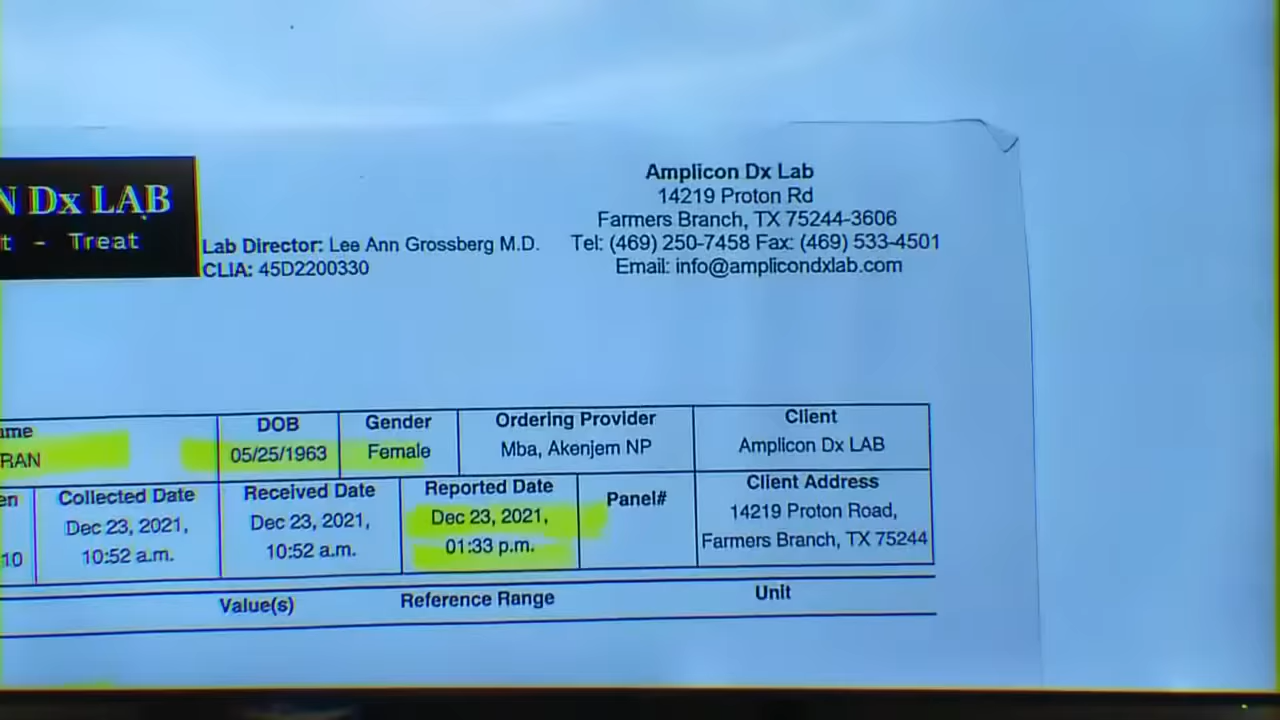 N Dx LAB
t - Treat
Lab Director: Lee Ann Grossberg M.D.
CLIA: 45D2200330
Amplicon Dx Lab
14219 Proton Rd
Farmers Branch, TX 75244-3606
Tel: (469) 250-7458 Fax: (469) 533-4501
Email: info@amplicondxlab.com
ame
RAN
DOB
05/25/1963
Gender
Female
Ordering Provider
Mba, Akenjem NP
Client
Amplicon Dx LAB
en
10
Collected Date
Dec 23, 2021,
10:52 a.m.
Received Date
Dec 23, 2021,
10:52 a.m.
Reported Date
Dec 23, 2021,
01:33 p.m.
Panel#
Client Address
14219 Proton Road,
Farmers Branch, TX 75244
Value(s)
Reference Range
Unit